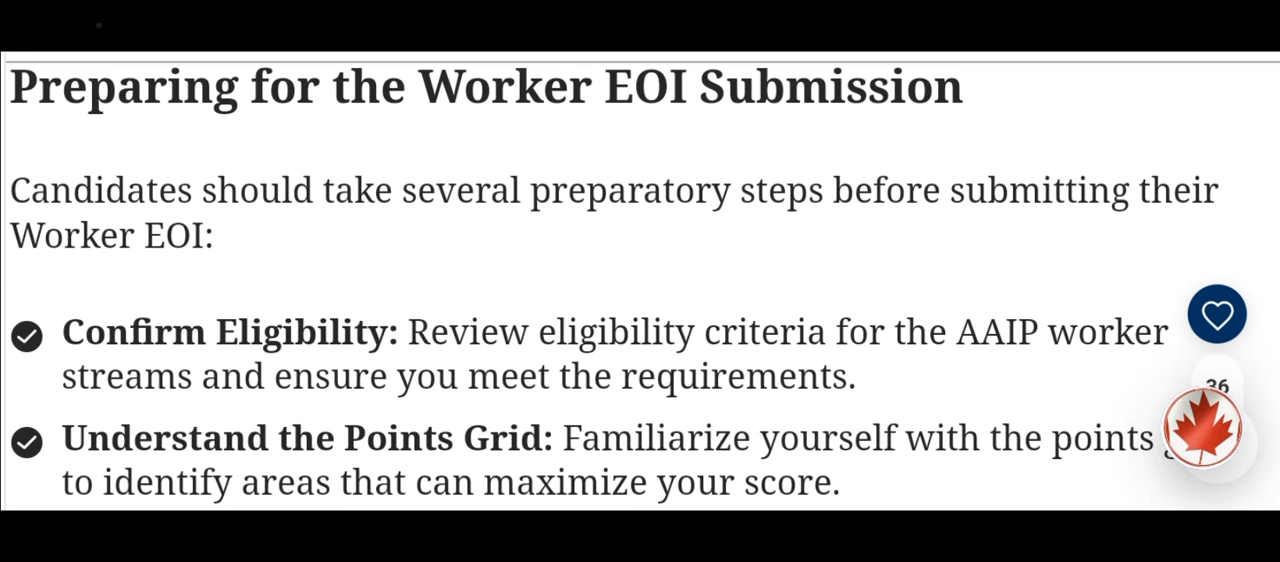 Preparing for the Worker EOI Submission
Candidates should take several preparatory steps before submitting their
Worker EOI:
Confirm Eligibility: Review eligibility criteria for the AAIP worker
streams and ensure you meet the requirements.
Understand the Points Grid: Familiarize yourself with the points
to identify areas that can maximize your score.
36